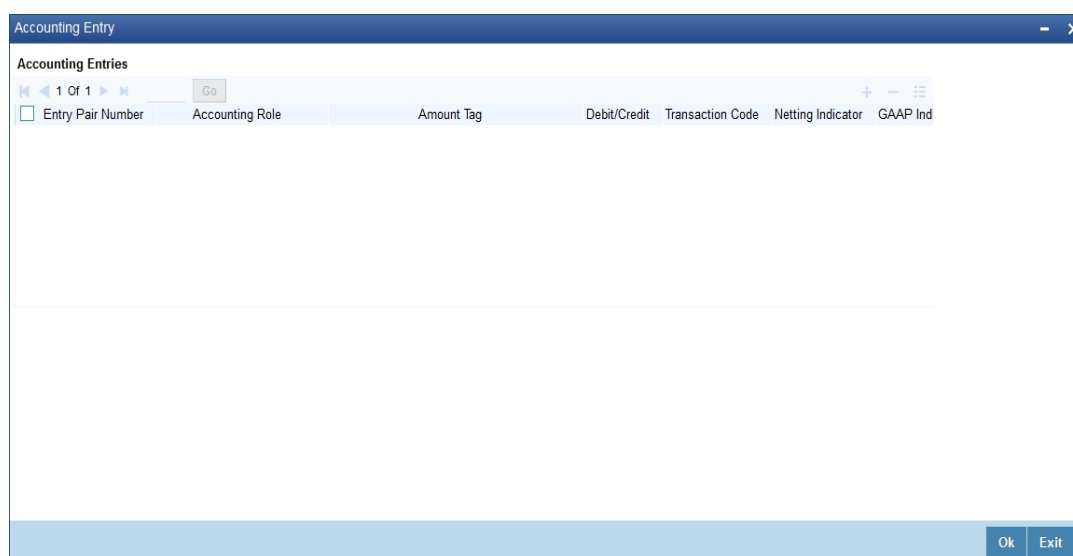 Accounting Entry
Accounting Entries
1 Of 1 Go
Entry Pair Number Accounting Role Amount Tag Debit/Credit Transaction Code Netting Indicator GAAP Ind
Ok Exit